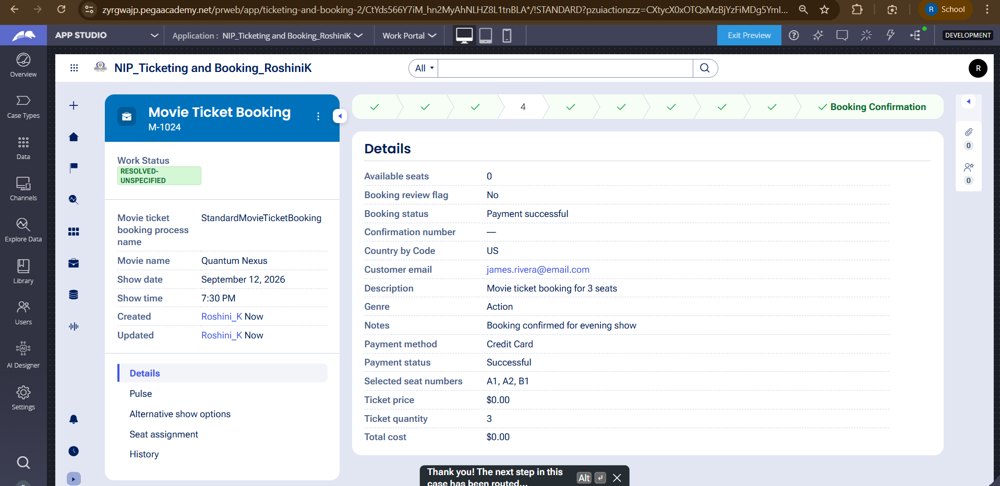 zyrgwajp.pegaacademy.net/prweb/app/ticketing-and-booking-2/CtYds566Y7iM_hn2MyAhNLHZ8L1tnBLA*/!STANDARD?pzuiactionzzz=CXtycX0xOTQxMzBjYzFiMDg5YmI...
R School
APP STUDIO
Application : NIP_Ticketing and Booking_RoshiniK
Work Portal
Exit Preview
DEVELOPMENT
Overview
Case Types
Data
Channels
Explore Data
Library
Users
AI Designer
Settings
NIP_Ticketing and Booking_RoshiniK
All
R
Movie Ticket Booking
M-1024
Work Status
RESOLVED-
UNSPECIFIED
Movie ticket
booking process
name
StandardMovieTicketBooking
Movie name Quantum Nexus
Show date September 12, 2026
Show time 7:30 PM
Created Roshini_K Now
Updated Roshini_K Now
Details
Pulse
Alternative show options
Seat assignment
History
4
Booking Confirmation
Details
Available seats 0
Booking review flag No
Booking status Payment successful
Confirmation number —
Country by Code US
Customer email james.rivera@email.com
Description Movie ticket booking for 3 seats
Genre Action
Notes Booking confirmed for evening show
Payment method Credit Card
Payment status Successful
Selected seat numbers A1, A2, B1
Ticket price $0.00
Ticket quantity 3
Total cost $0.00
0
0
Thank you! The next step in this
case has been routed...
Alt